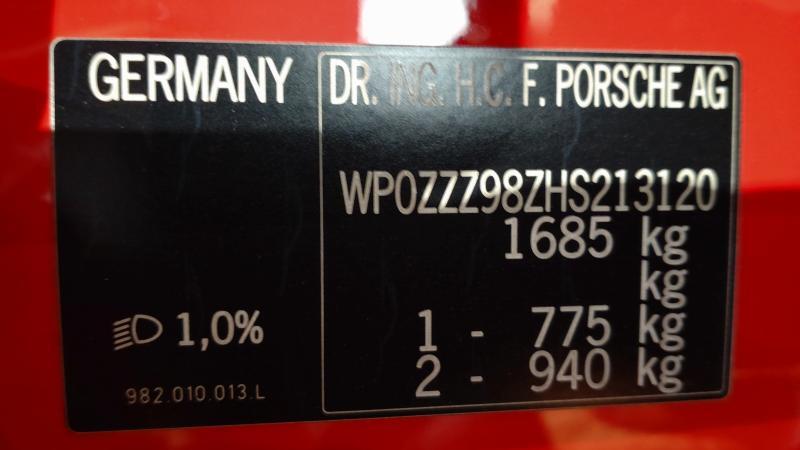 GERMANY
DR. ING. H.C. F. PORSCHE AG
WP0ZZZ98ZHS213120
1685 kg
kg
1 - 775 kg
2 - 940 kg
1,0%
982.010.013.L